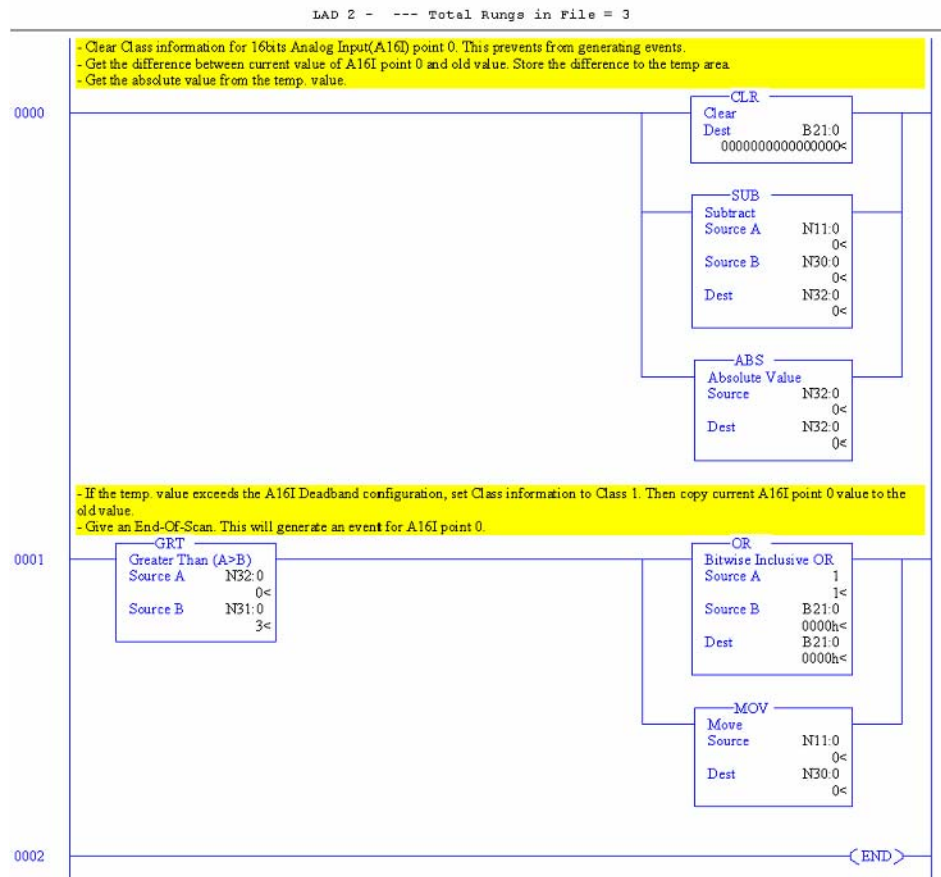 LAD 2 - --- Total Rungs in File = 3
- Clear Class information for 16bits Analog Input(A16I) point 0. This prevents from generating events.
- Get the difference between current value of A16I point 0 and old value. Store the difference to the temp area.
- Get the absolute value from the temp. value.
0000
CLR
Clear
Dest B21:0
0000000000000000<
SUB
Subtract
Source A N11:0
0<
Source B N30:0
0<
Dest N32:0
0<
ABS
Absolute Value
Source N32:0
0<
Dest N32:0
0<
- If the temp. value exceeds the A16I Deadband configuration, set Class information to Class 1. Then copy current A16I point 0 value to the
old value.
- Give an End-Of-Scan. This will generate an event for A16I point 0.
0001
GRT
Greater Than (A>B)
Source A N32:0
0<
Source B N31:0
3<
OR
Bitwise Inclusive OR
Source A 1
1<
Source B B21:0
0000h<
Dest B21:0
0000h<
MOV
Move
Source N11:0
0<
Dest N30:0
0<
0002
END